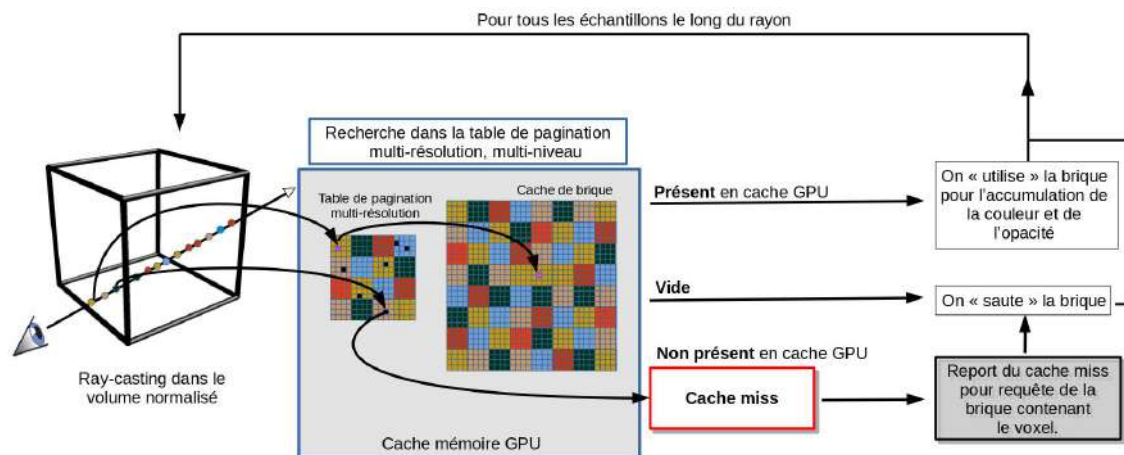 Pour tous les échantillons le long du rayon
Recherche dans la table de pagination
multi-résolution, multi-niveau
Cache de brique
Table de pagination
multi-résolution
Présent en cache GPU
On « utilise » la brique
pour l'accumulation de
la couleur et de
l'opacité
Vide
On « saute » la brique
Non présent en cache GPU
Cache miss
Report du cache miss
pour requête de la
brique contenant
le voxel.
Ray-casting dans le
volume normalisé
Cache mémoire GPU